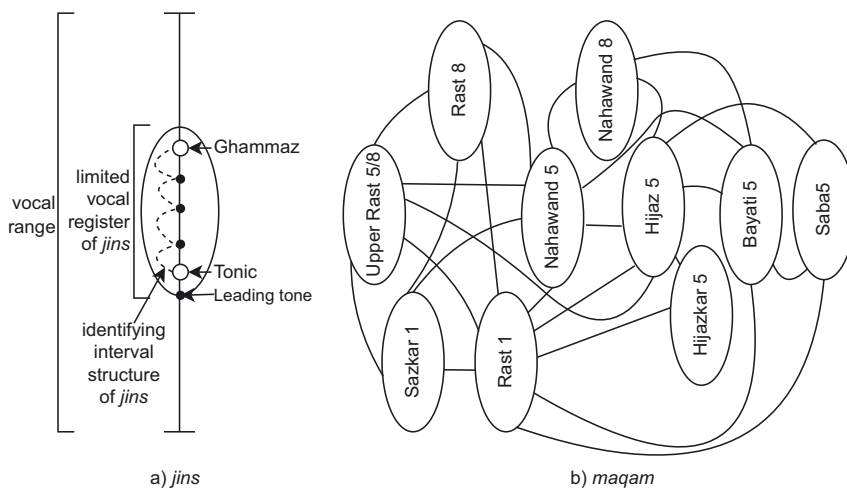 vocal
range
limited
vocal
register
of jins
Ghammaz
Tonic
Leading tone
identifying
interval
structure
of jins
a) jins
Rast 8
Nahawand 8
Upper Rast 5/8
Nahawand 5
Hijaz 5
Bayati 5
Saba5
Hijazkar 5
Sazkar 1
Rast 1
b) maqam